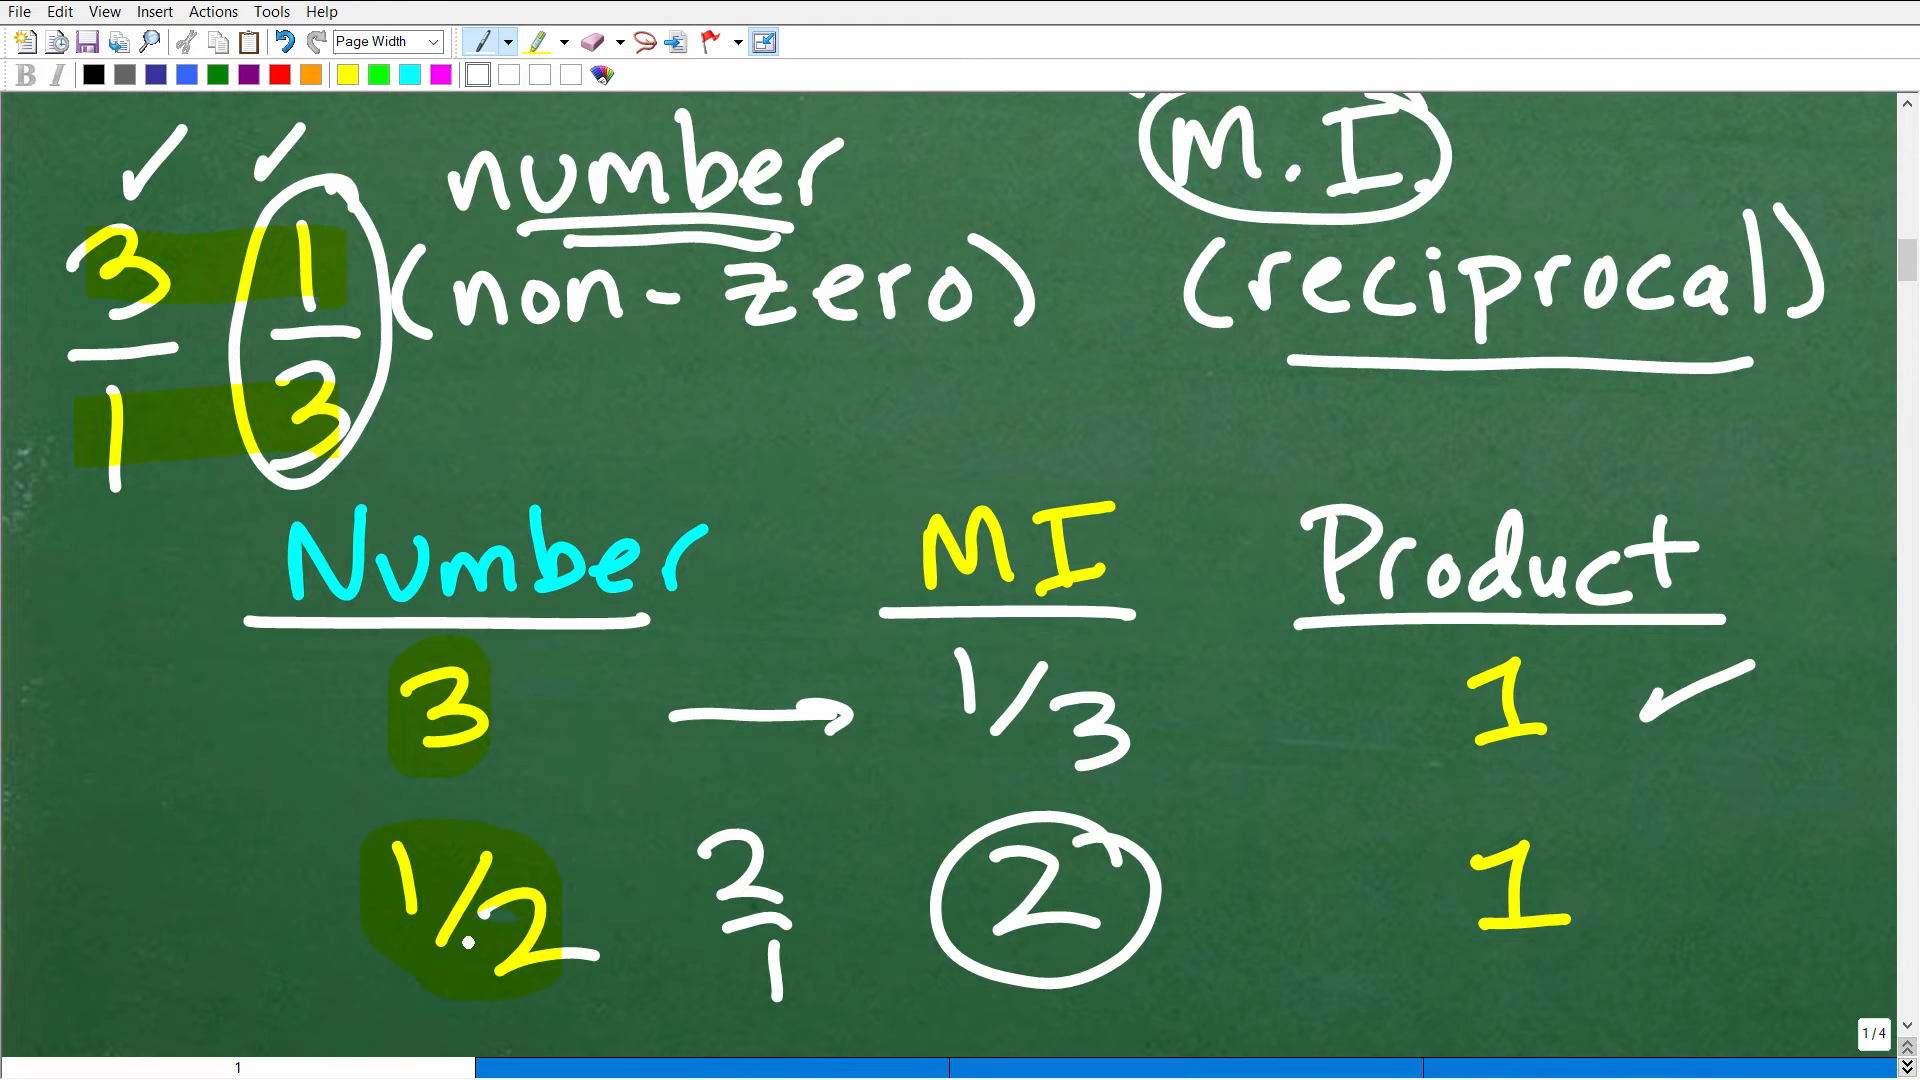 File Edit View Insert Actions Tools Help
Page Width
B I
number M. I.
(non-zero) (reciprocal)
3/1 1/3
Number MI Product
3 → 1/3 1 ✓
1/2 2/1 2 1
1/4
1